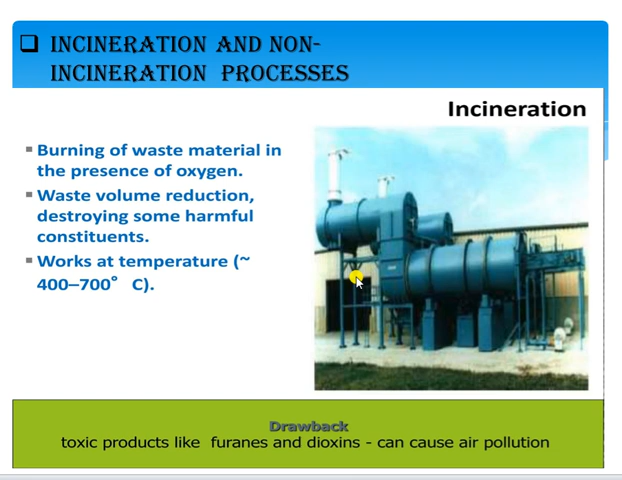 ❑ INCINERATION AND NON-
INCINERATION PROCESSES
Incineration
▪ Burning of waste material in
the presence of oxygen.
▪ Waste volume reduction,
destroying some harmful
constituents.
▪ Works at temperature (~
400–700° C).
Drawback
toxic products like furanes and dioxins - can cause air pollution